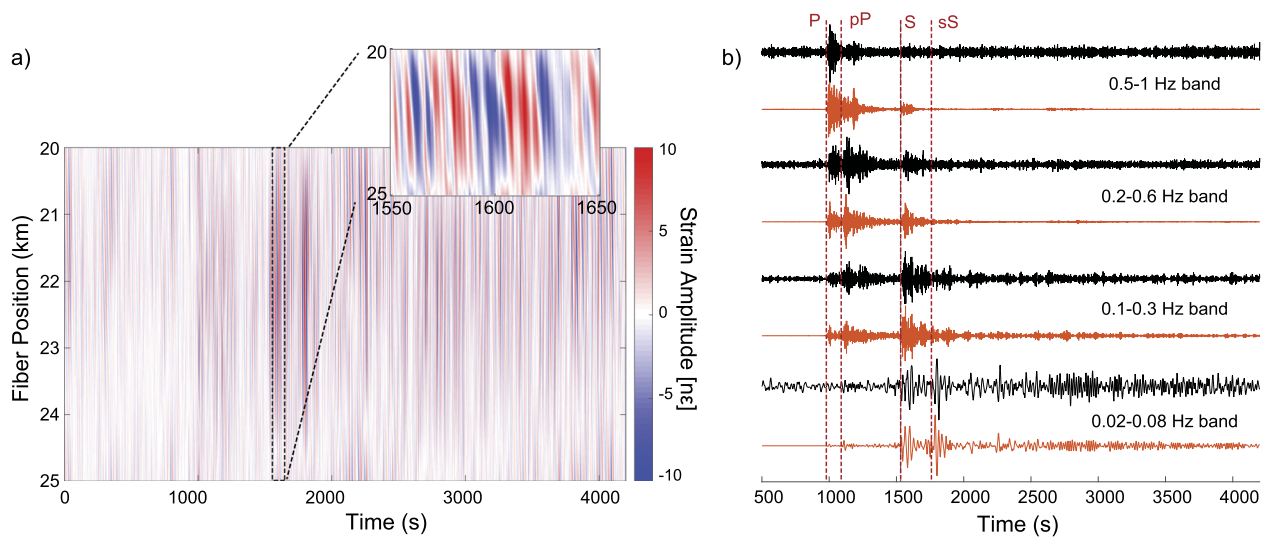 a)
20
25
1550
1600
1650
20
21
22
23
24
25
Fiber Position (km)
0
1000
2000
3000
4000
Time (s)
10
5
0
-5
-10
Strain Amplitude [nε]
b)
P
pP
S
sS
0.5-1 Hz band
0.2-0.6 Hz band
0.1-0.3 Hz band
0.02-0.08 Hz band
500
1000
1500
2000
2500
3000
3500
4000
Time (s)